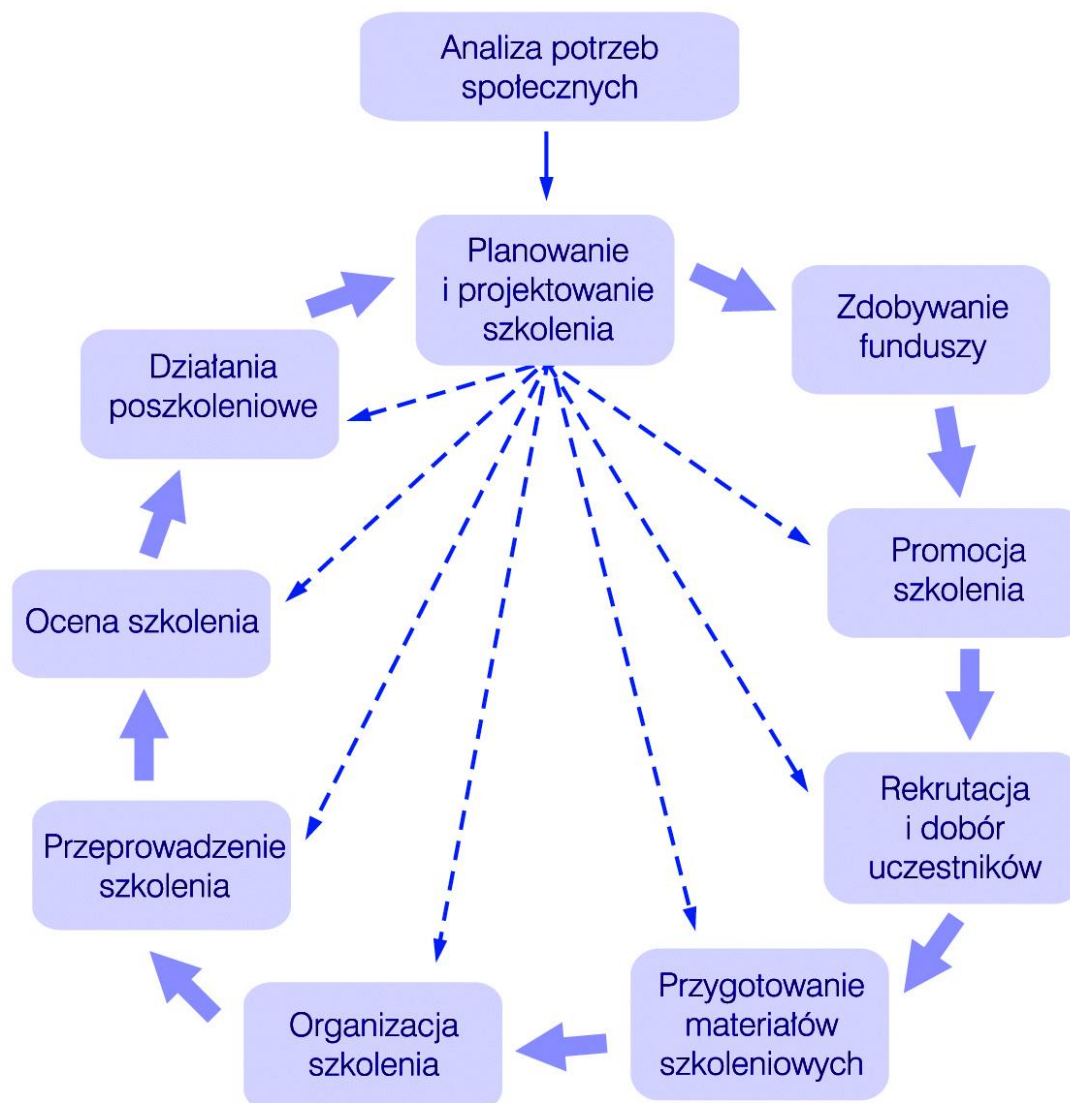 Analiza potrzeb
społecznych
Planowanie
i projektowanie
szkolenia
Zdobywanie
funduszy
Promocja
szkolenia
Rekrutacja
i dobór
uczestników
Przygotowanie
materiałów
szkoleniowych
Organizacja
szkolenia
Przeprowadzenie
szkolenia
Ocena szkolenia
Działania
poszkoleniowe